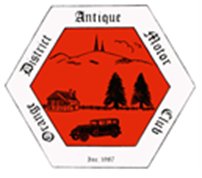 Orange
District
Antique
Motor
Club
Inc. 1987